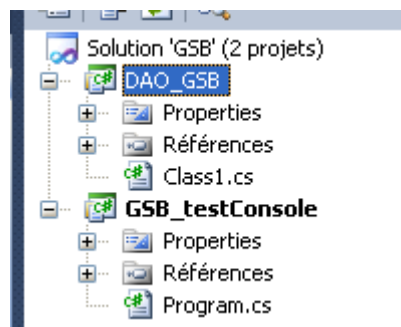 Solution 'GSB' (2 projets)
DAO_GSB
Properties
Références
Class1.cs
GSB_testConsole
Properties
Références
Program.cs